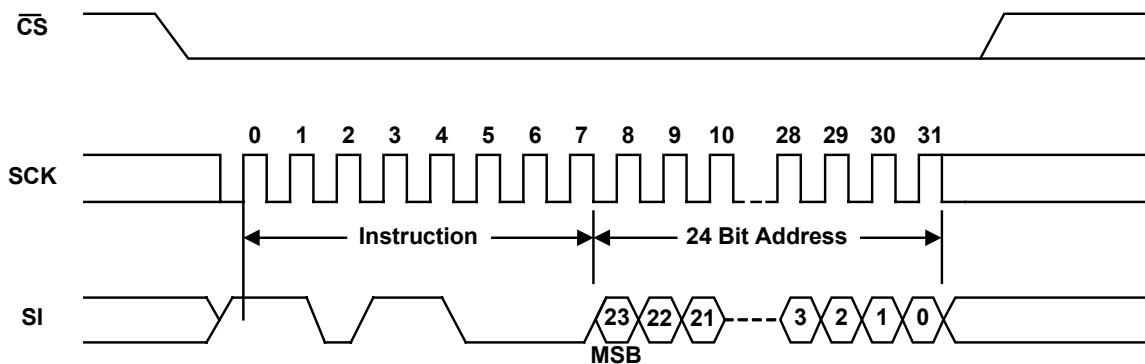 CS
0 1 2 3 4 5 6 7 8 9 10 28 29 30 31
SCK
Instruction 24 Bit Address
SI 23 22 21 3 2 1 0
MSB